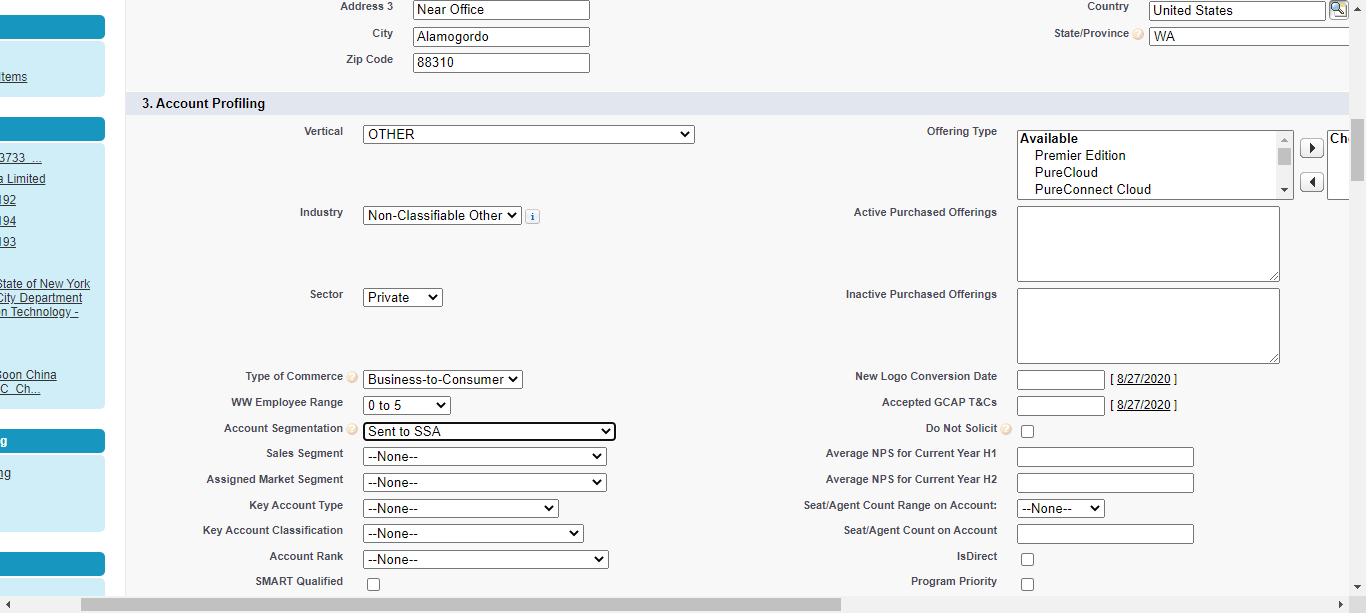 Address 3 Near Office Country United States
City Alamogordo State/Province ? WA
Zip Code 88310
3. Account Profiling
Vertical OTHER Offering Type Available
Premier Edition
PureCloud
PureConnect Cloud
Industry Non-Classifiable Other i Active Purchased Offerings
Sector Private Inactive Purchased Offerings
Type of Commerce ? Business-to-Consumer New Logo Conversion Date [ 8/27/2020 ]
WW Employee Range 0 to 5 Accepted GCAP T&Cs [ 8/27/2020 ]
Account Segmentation ? Sent to SSA Do Not Solicit ?
Sales Segment --None-- Average NPS for Current Year H1
Assigned Market Segment --None-- Average NPS for Current Year H2
Key Account Type --None-- Seat/Agent Count Range on Account: --None--
Key Account Classification --None-- Seat/Agent Count on Account
Account Rank --None-- IsDirect
SMART Qualified Program Priority
Items
3733 ...
a Limited
192
194
193
State of New York
City Department
en Technology -
Soon China
C_Ch...
g
ng